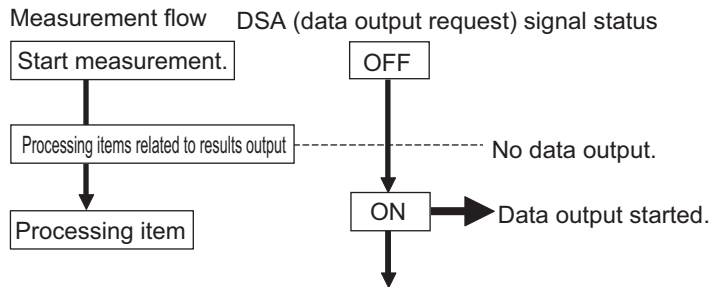 Measurement flow
DSA (data output request) signal status
Start measurement.
OFF
Processing items related to results output
No data output.
ON
Data output started.
Processing item